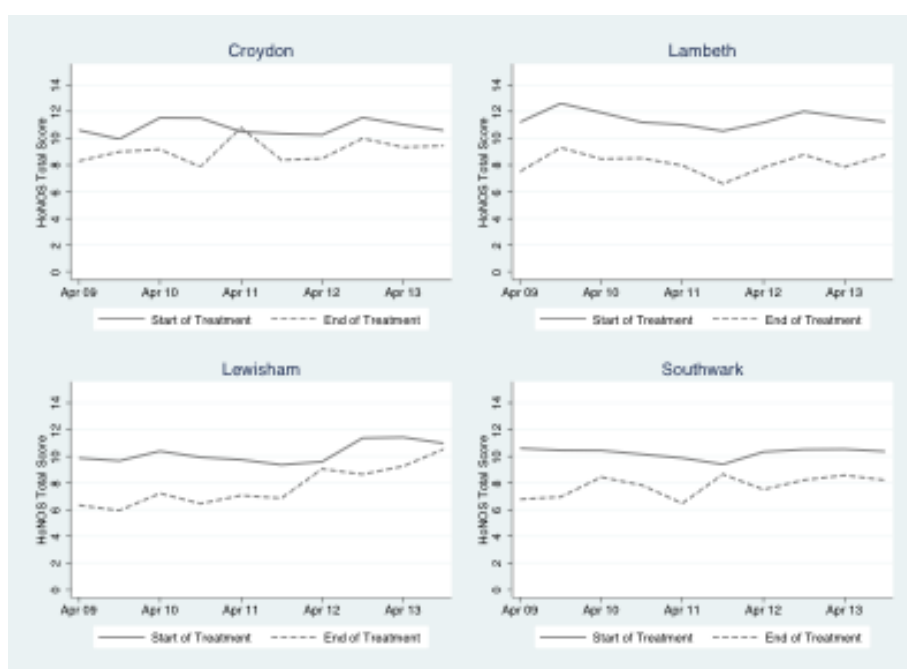 Croydon
HoNOS Total Score
14
12
10
8
6
4
2
0
Apr 09 Apr 10 Apr 11 Apr 12 Apr 13
Start of Treatment End of Treatment
Lambeth
HoNOS Total Score
14
12
10
8
6
4
2
0
Apr 09 Apr 10 Apr 11 Apr 12 Apr 13
Start of Treatment End of Treatment
Lewisham
HoNOS Total Score
14
12
10
8
6
4
2
0
Apr 09 Apr 10 Apr 11 Apr 12 Apr 13
Start of Treatment End of Treatment
Southwark
HoNOS Total Score
14
12
10
8
6
4
2
0
Apr 09 Apr 10 Apr 11 Apr 12 Apr 13
Start of Treatment End of Treatment